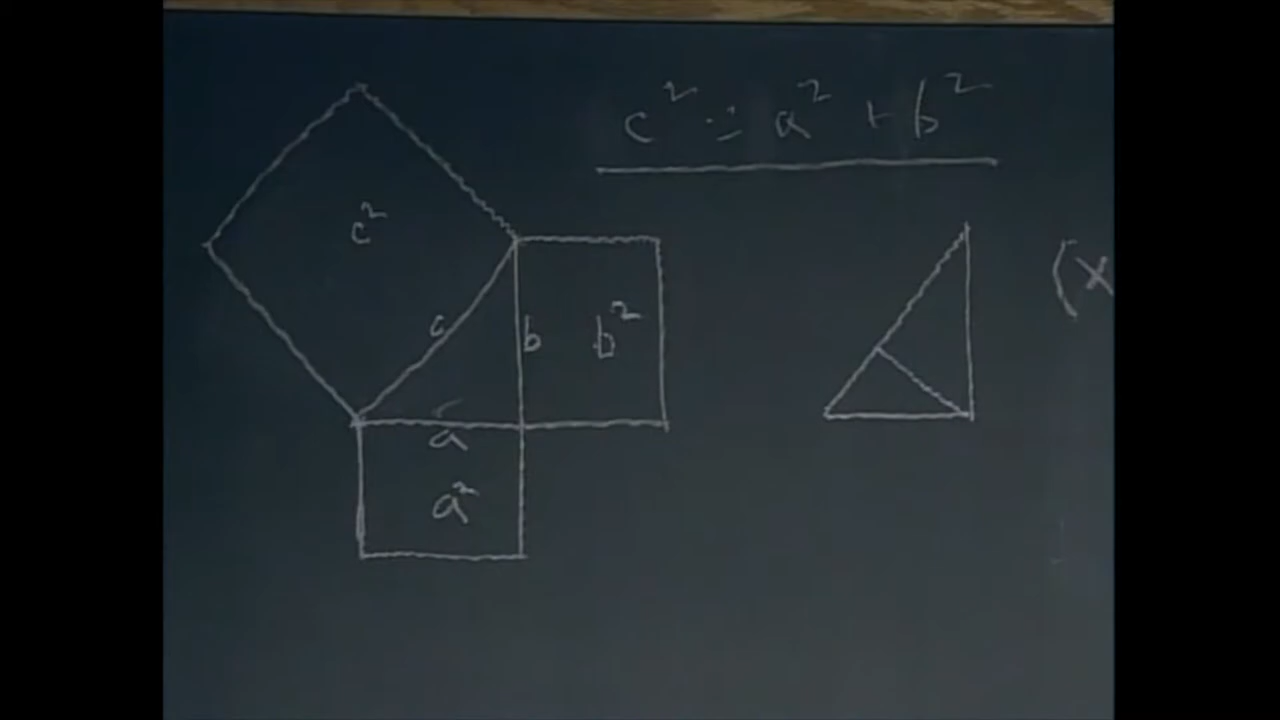 c² = a² + b²
c²
(x
c
b
b²
a
a²